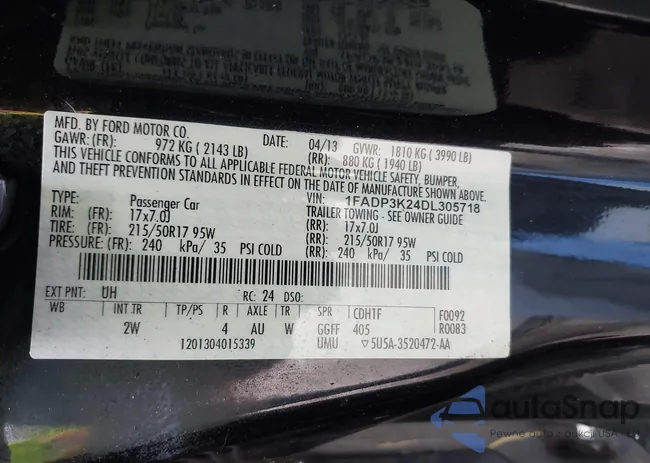 MFD. BY FORD MOTOR CO.
DATE: 04/13 GVWR: 1810 KG ( 3990 LB)
GAWR: (FR): 972 KG ( 2143 LB) (RR): 880 KG ( 1940 LB)
THIS VEHICLE CONFORMS TO ALL APPLICABLE FEDERAL MOTOR VEHICLE SAFETY, BUMPER,
AND THEFT PREVENTION STANDARDS IN EFFECT ON THE DATE OF MANUFACTURE SHOWN ABOVE.
VIN: 1FADP3K24DL305718
TYPE: Passenger Car TRAILER TOWING - SEE OWNER GUIDE
RIM: (FR): 17x7.0J (RR): 17x7.0J
TIRE: (FR): 215/50R17 95W (RR): 215/50R17 95W
PRESSURE: (FR): 240 kPa/ 35 PSI COLD (RR): 240 kPa/ 35 PSI COLD
EXT PNT: UH RC: 24 DSO:
WB INT TR TP/PS R AXLE TR SPR CDHTF F0092
2W 4 AU W GGFF 405 R0083
1201304015339 UMU ▽5U5A-3520472-AA
autoSnap
Pewne auto z aukcji USA